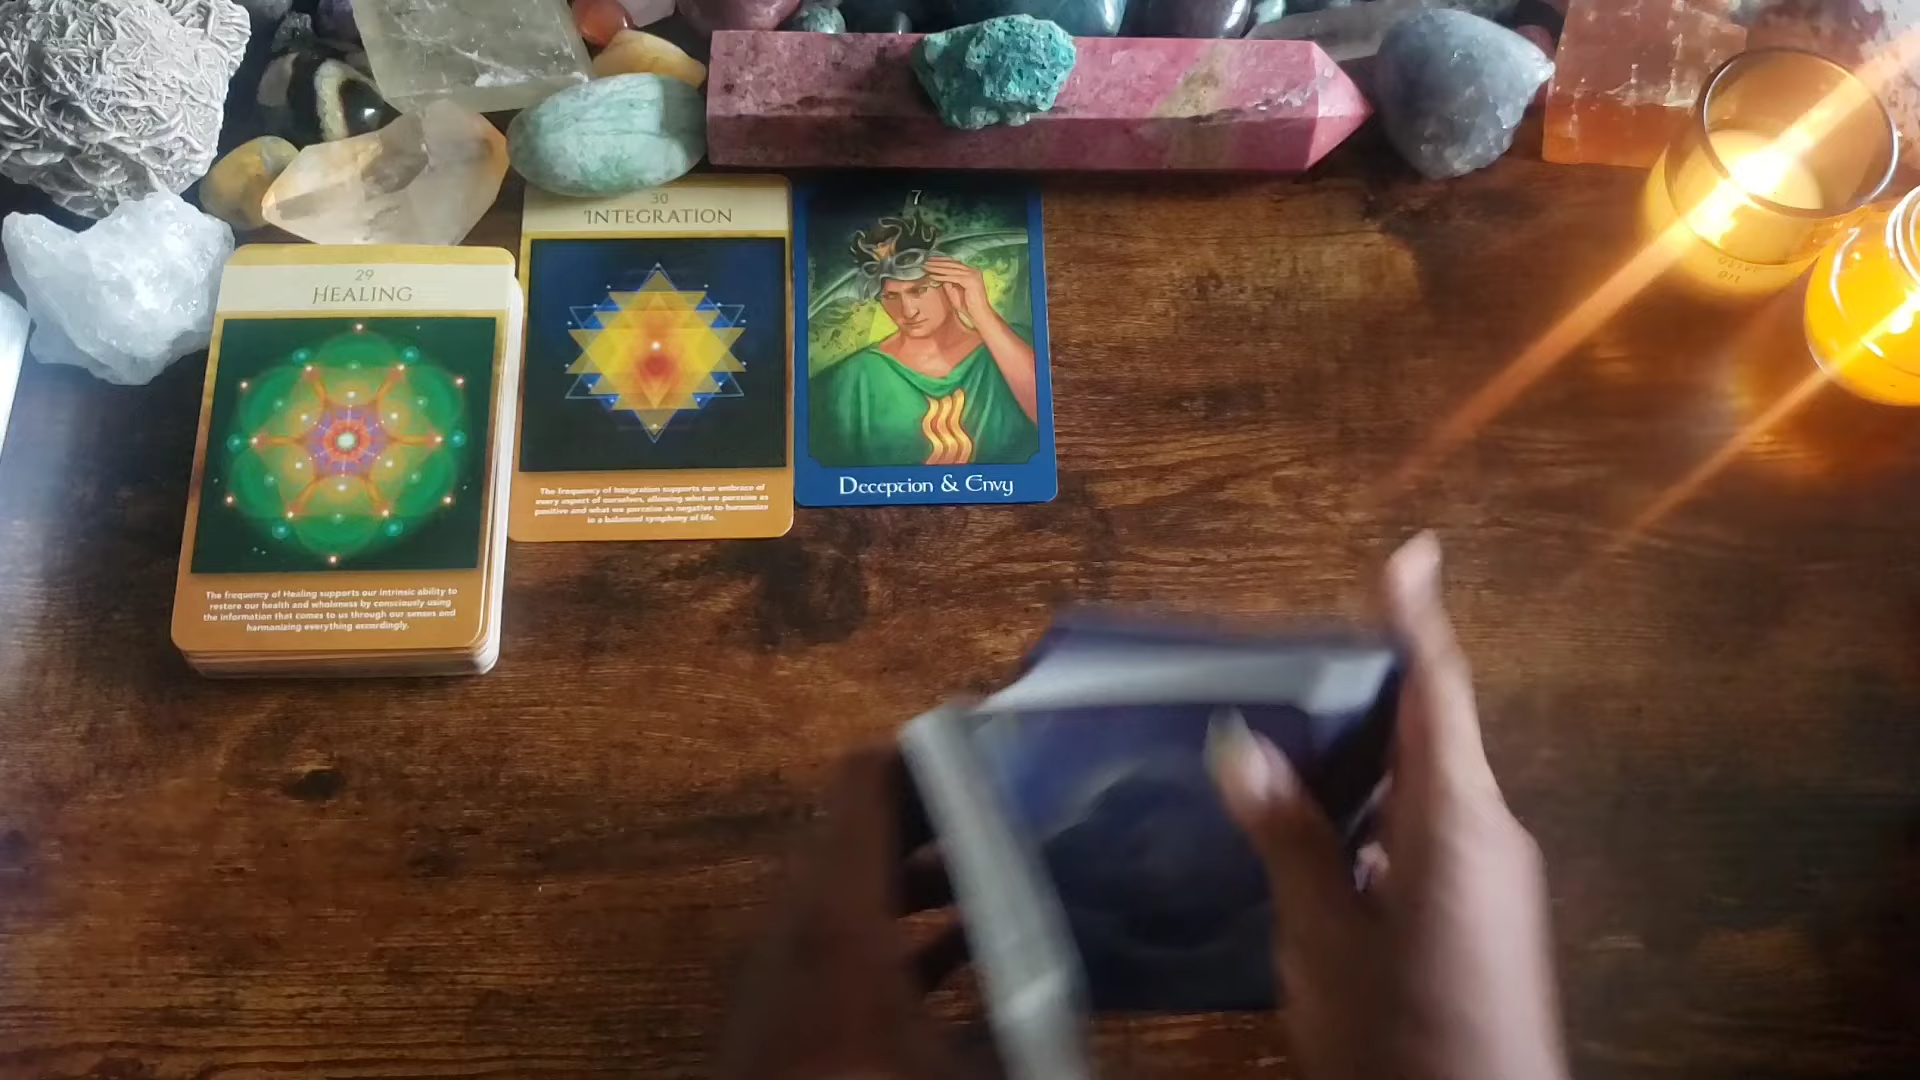 29
HEALING
The frequency of Healing supports our intrinsic ability to
restore our health and wholeness by consciously using
the information that comes to us through our senses and
harmonizing everything accordingly.
30
INTEGRATION
The frequency of Integration supports our embrace of
every aspect of ourselves, allowing what we perceive as
positive and what we perceive as negative to harmonize
in a balanced symphony of life.
7
Deception & Envy